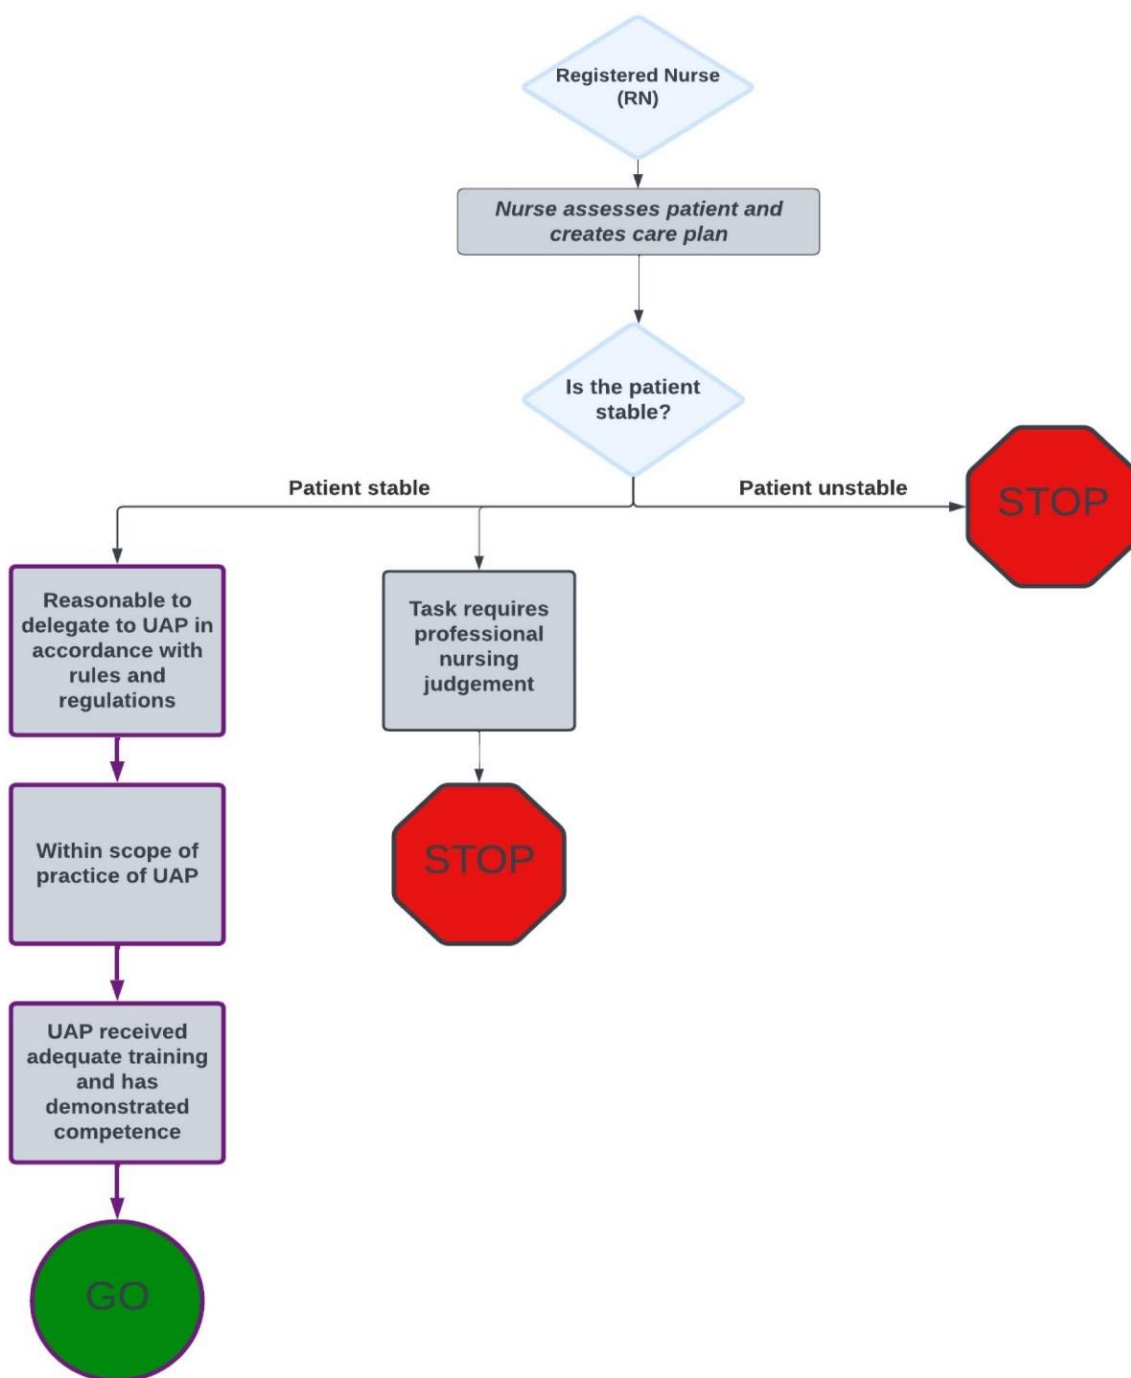 Registered Nurse
(RN)
Nurse assesses patient and
creates care plan
Is the patient
stable?
Patient stable
Patient unstable
STOP
Reasonable to
delegate to UAP in
accordance with
rules and
regulations
Task requires
professional
nursing
judgement
Within scope of
practice of UAP
STOP
UAP received
adequate training
and has
demonstrated
competence
GO